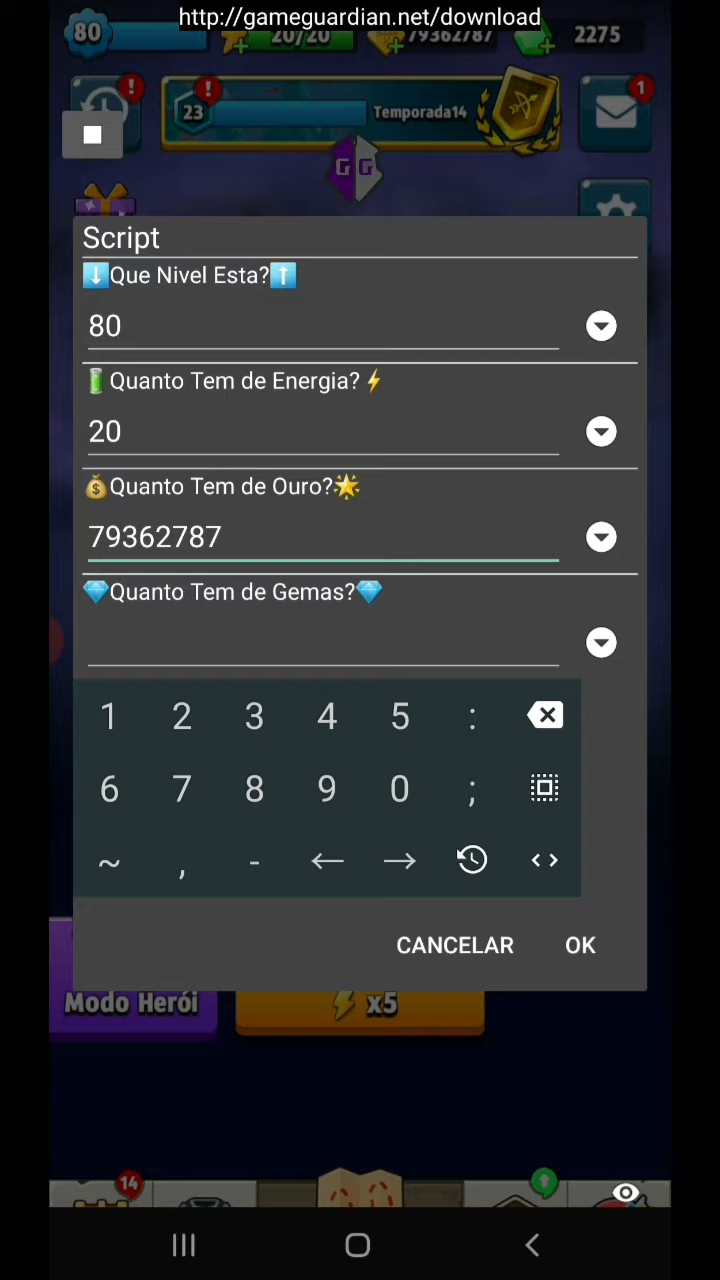 http://gameguardian.net/download
80
20/20
79362787
2275
23
Temporada14
1
G G
Script
⬇️Que Nivel Esta?⬆️
80
🔋Quanto Tem de Energia?⚡
20
💰Quanto Tem de Ouro?🌟
79362787
💎Quanto Tem de Gemas?💎
1 2 3 4 5 :
6 7 8 9 0 ;
~ , - ← →
CANCELAR OK
Modo Herói
x5
14